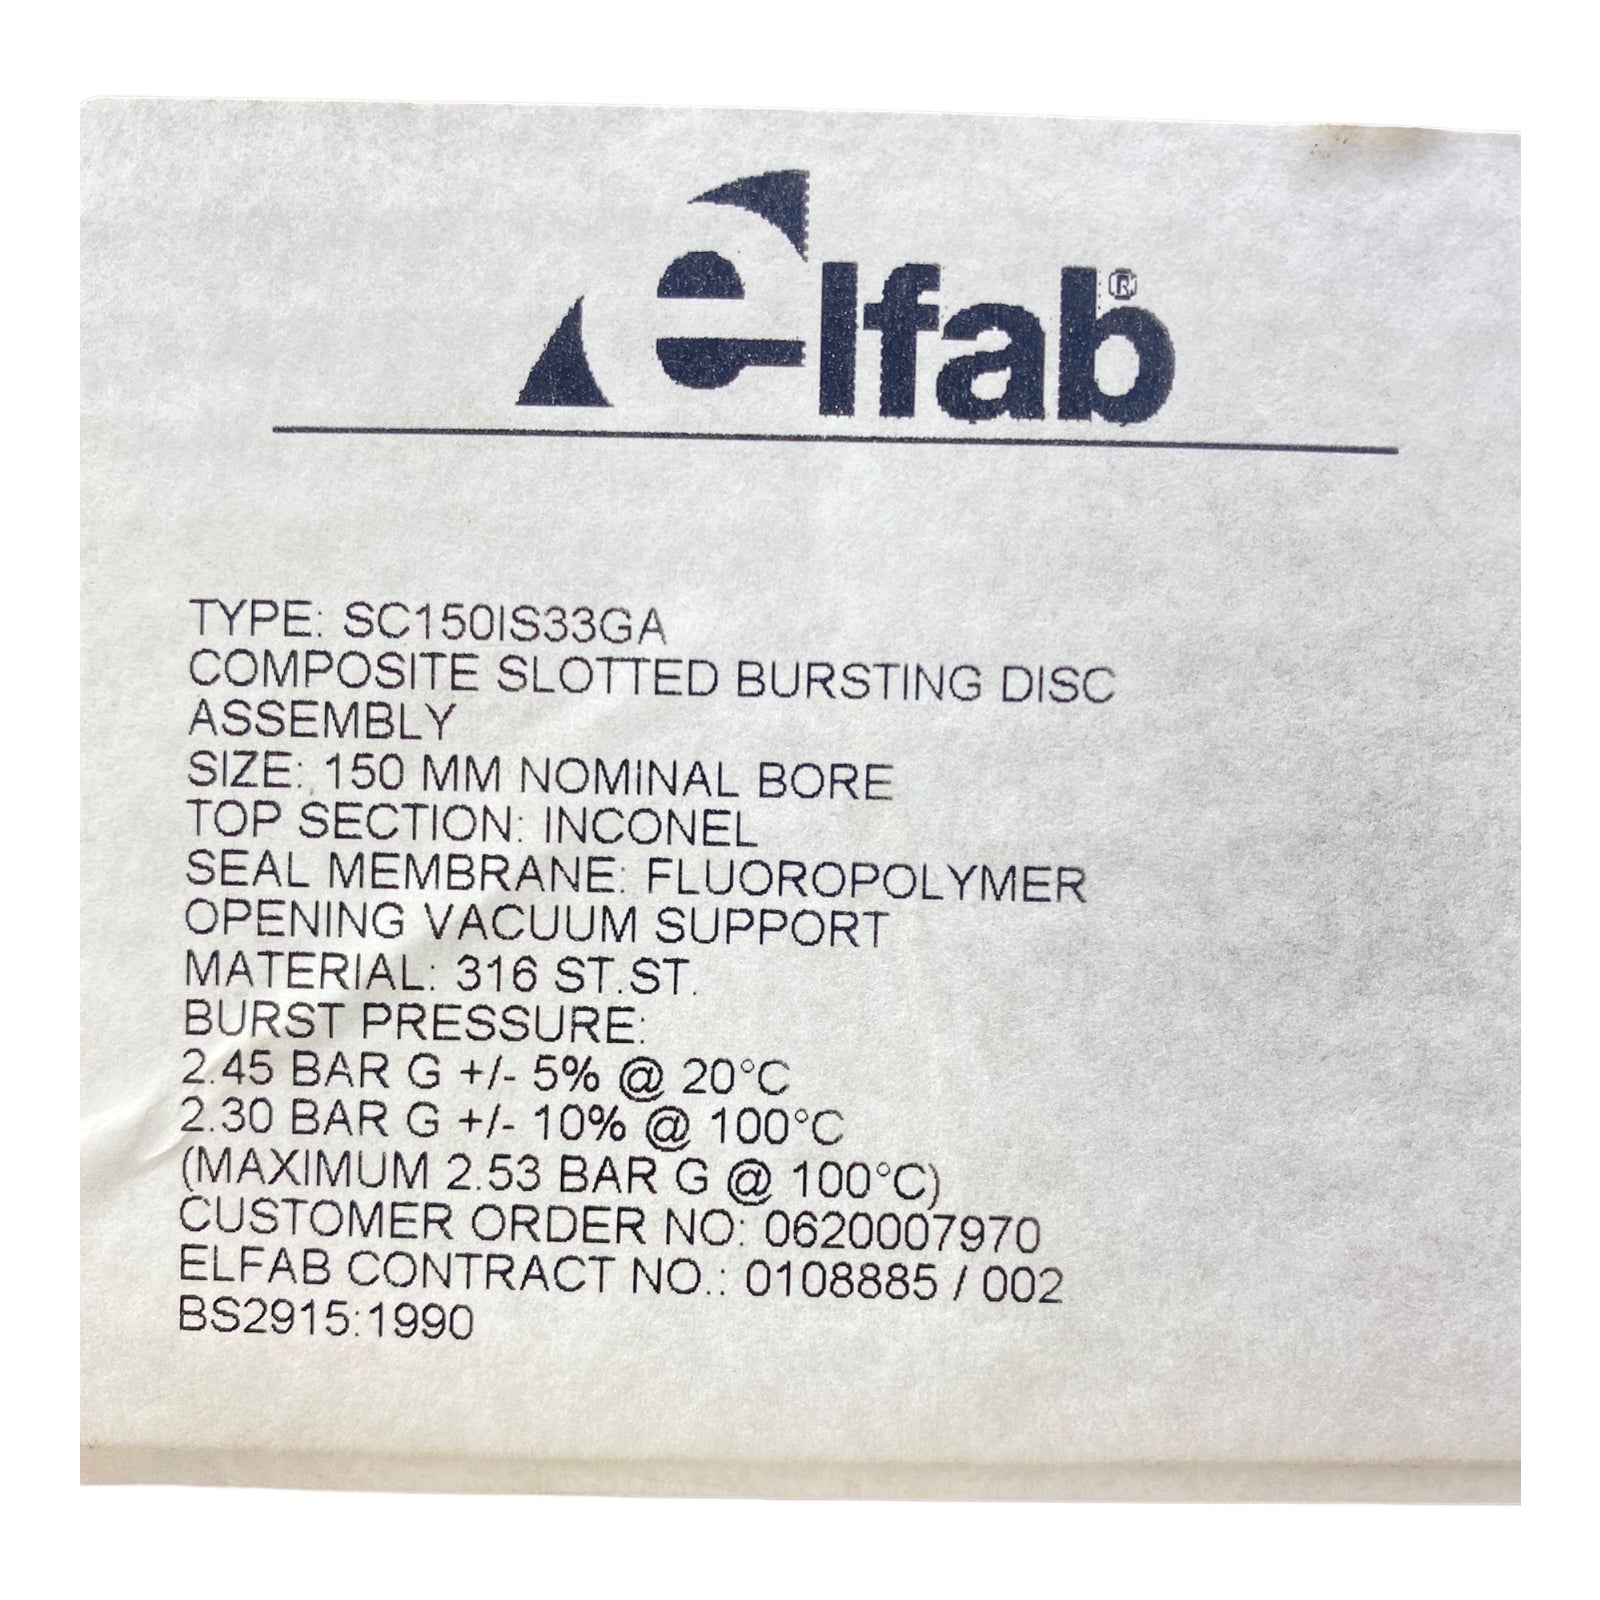 elfab®
TYPE: SC150IS33GA
COMPOSITE SLOTTED BURSTING DISC
ASSEMBLY
SIZE: 150 MM NOMINAL BORE
TOP SECTION: INCONEL
SEAL MEMBRANE: FLUOROPOLYMER
OPENING VACUUM SUPPORT
MATERIAL: 316 ST.ST.
BURST PRESSURE:
2.45 BAR G +/- 5% @ 20°C
2.30 BAR G +/- 10% @ 100°C
(MAXIMUM 2.53 BAR G @ 100°C)
CUSTOMER ORDER NO: 0620007970
ELFAB CONTRACT NO.: 0108885 / 002
BS2915:1990